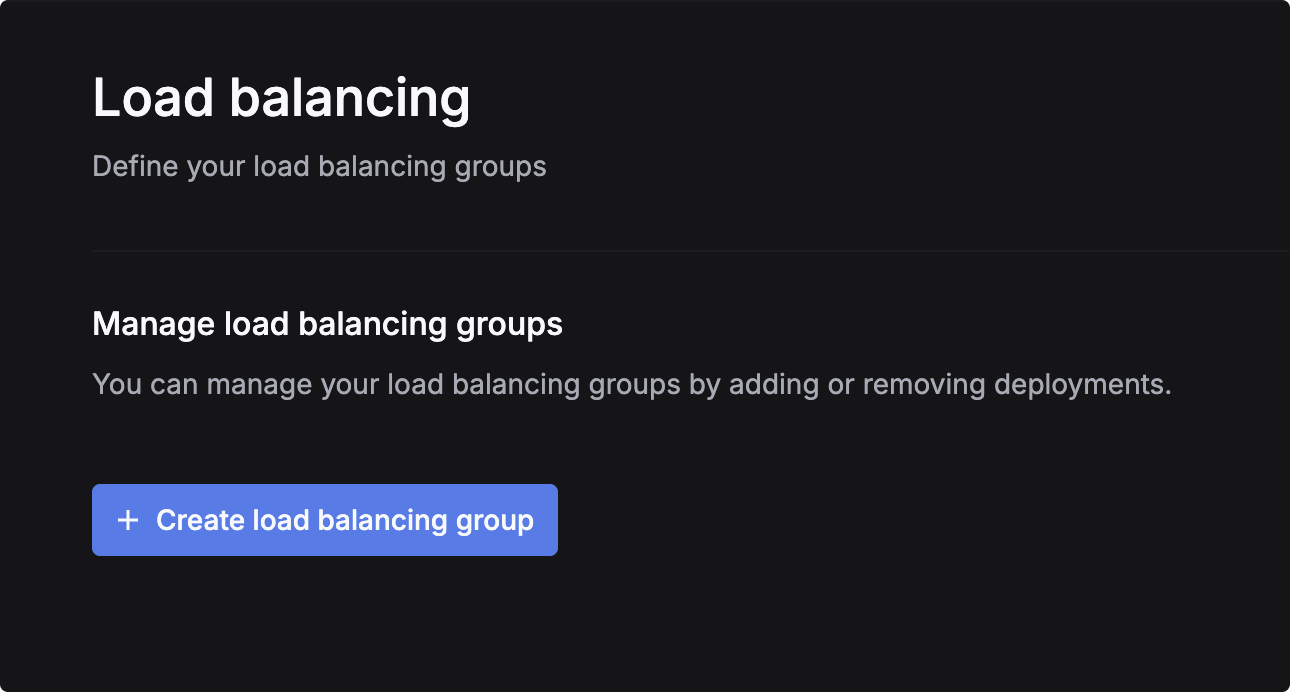 Load balancing
Define your load balancing groups
Manage load balancing groups
You can manage your load balancing groups by adding or removing deployments.
+ Create load balancing group